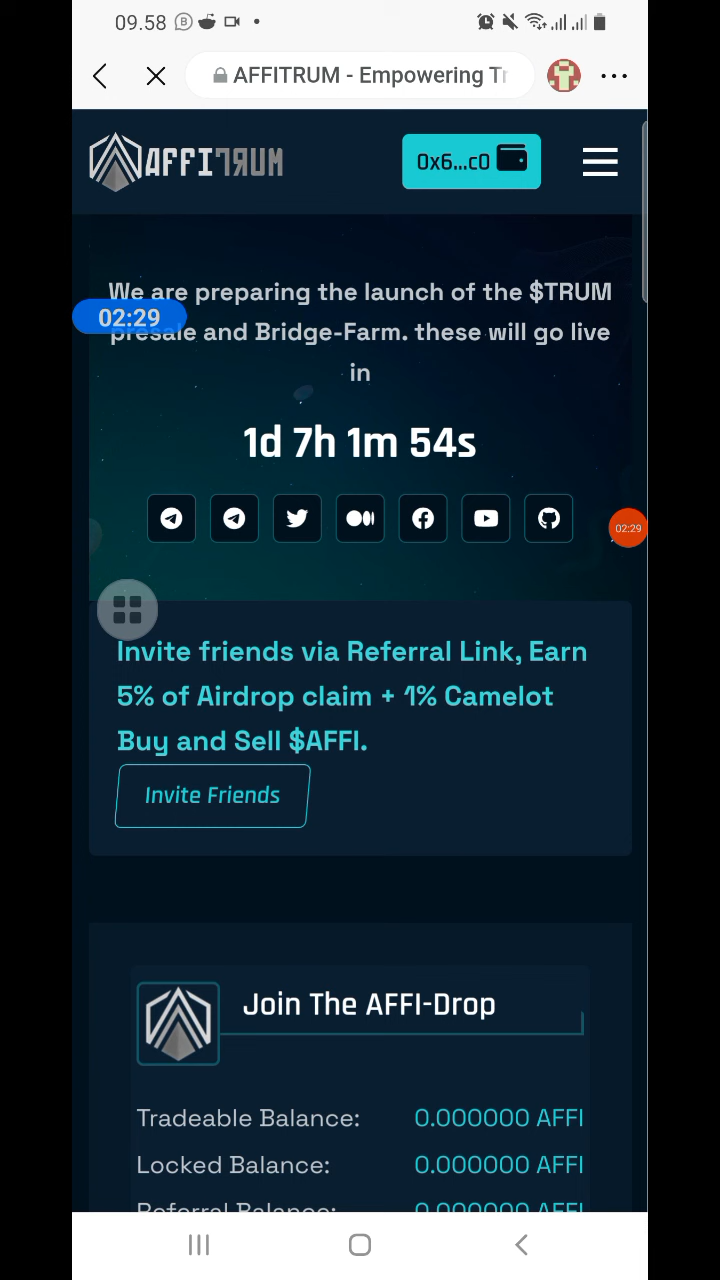 09.58
AFFITRUM - Empowering Tr
AFFITRUM
0x6...c0
We are preparing the launch of the $TRUM
02:29
presale and Bridge-Farm. these will go live
in
1d 7h 1m 54s
02:29
Invite friends via Referral Link, Earn
5% of Airdrop claim + 1% Camelot
Buy and Sell $AFFI.
Invite Friends
Join The AFFI-Drop
Tradeable Balance: 0.000000 AFFI
Locked Balance: 0.000000 AFFI
Referral Balance: 0.000000 AFFI